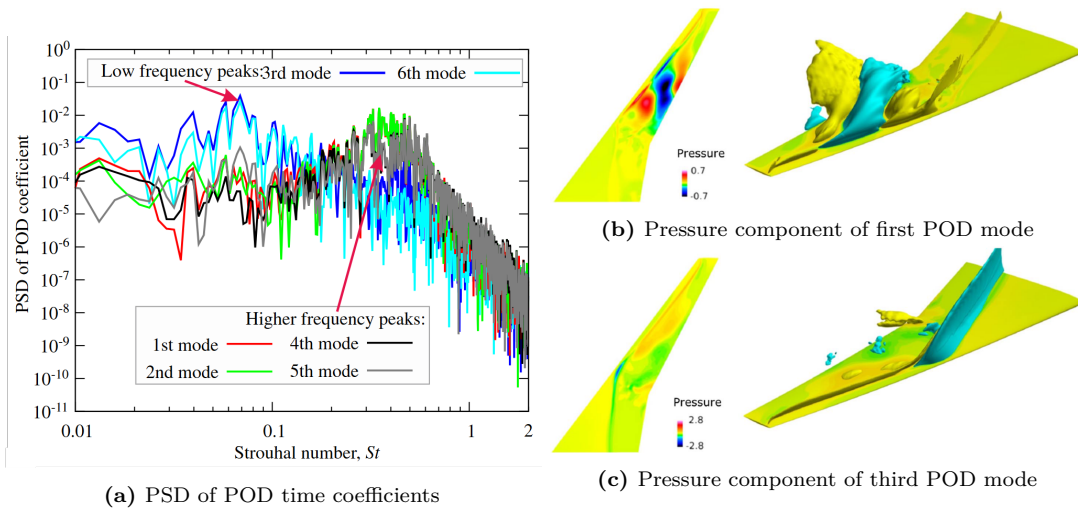 10^0
10^-1
10^-2
10^-3
10^-4
10^-5
10^-6
10^-7
10^-8
10^-9
10^-10
10^-11
PSD of POD coefficient
Low frequency peaks:
3rd mode
6th mode
Higher frequency peaks:
1st mode
4th mode
2nd mode
5th mode
0.01
0.1
1
2
Strouhal number, St
(a) PSD of POD time coefficients
Pressure
0.7
-0.7
(b) Pressure component of first POD mode
Pressure
2.8
-2.8
(c) Pressure component of third POD mode